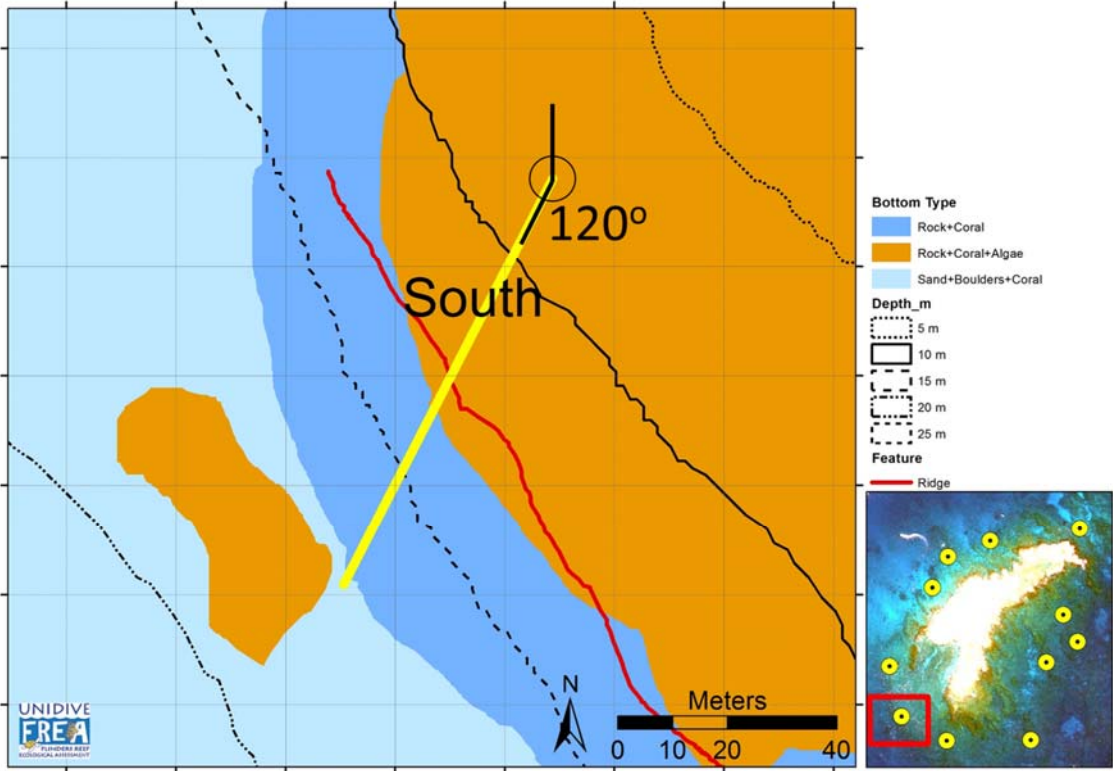 120º
South
N
Meters
0 10 20 40
UNIDIVE
FREA
FLINDERS REEF
ECOLOGICAL ASSESSMENT
Bottom Type
Rock+Coral
Rock+Coral+Algae
Sand+Boulders+Coral
Depth_m
5 m
10 m
15 m
20 m
25 m
Feature
Ridge